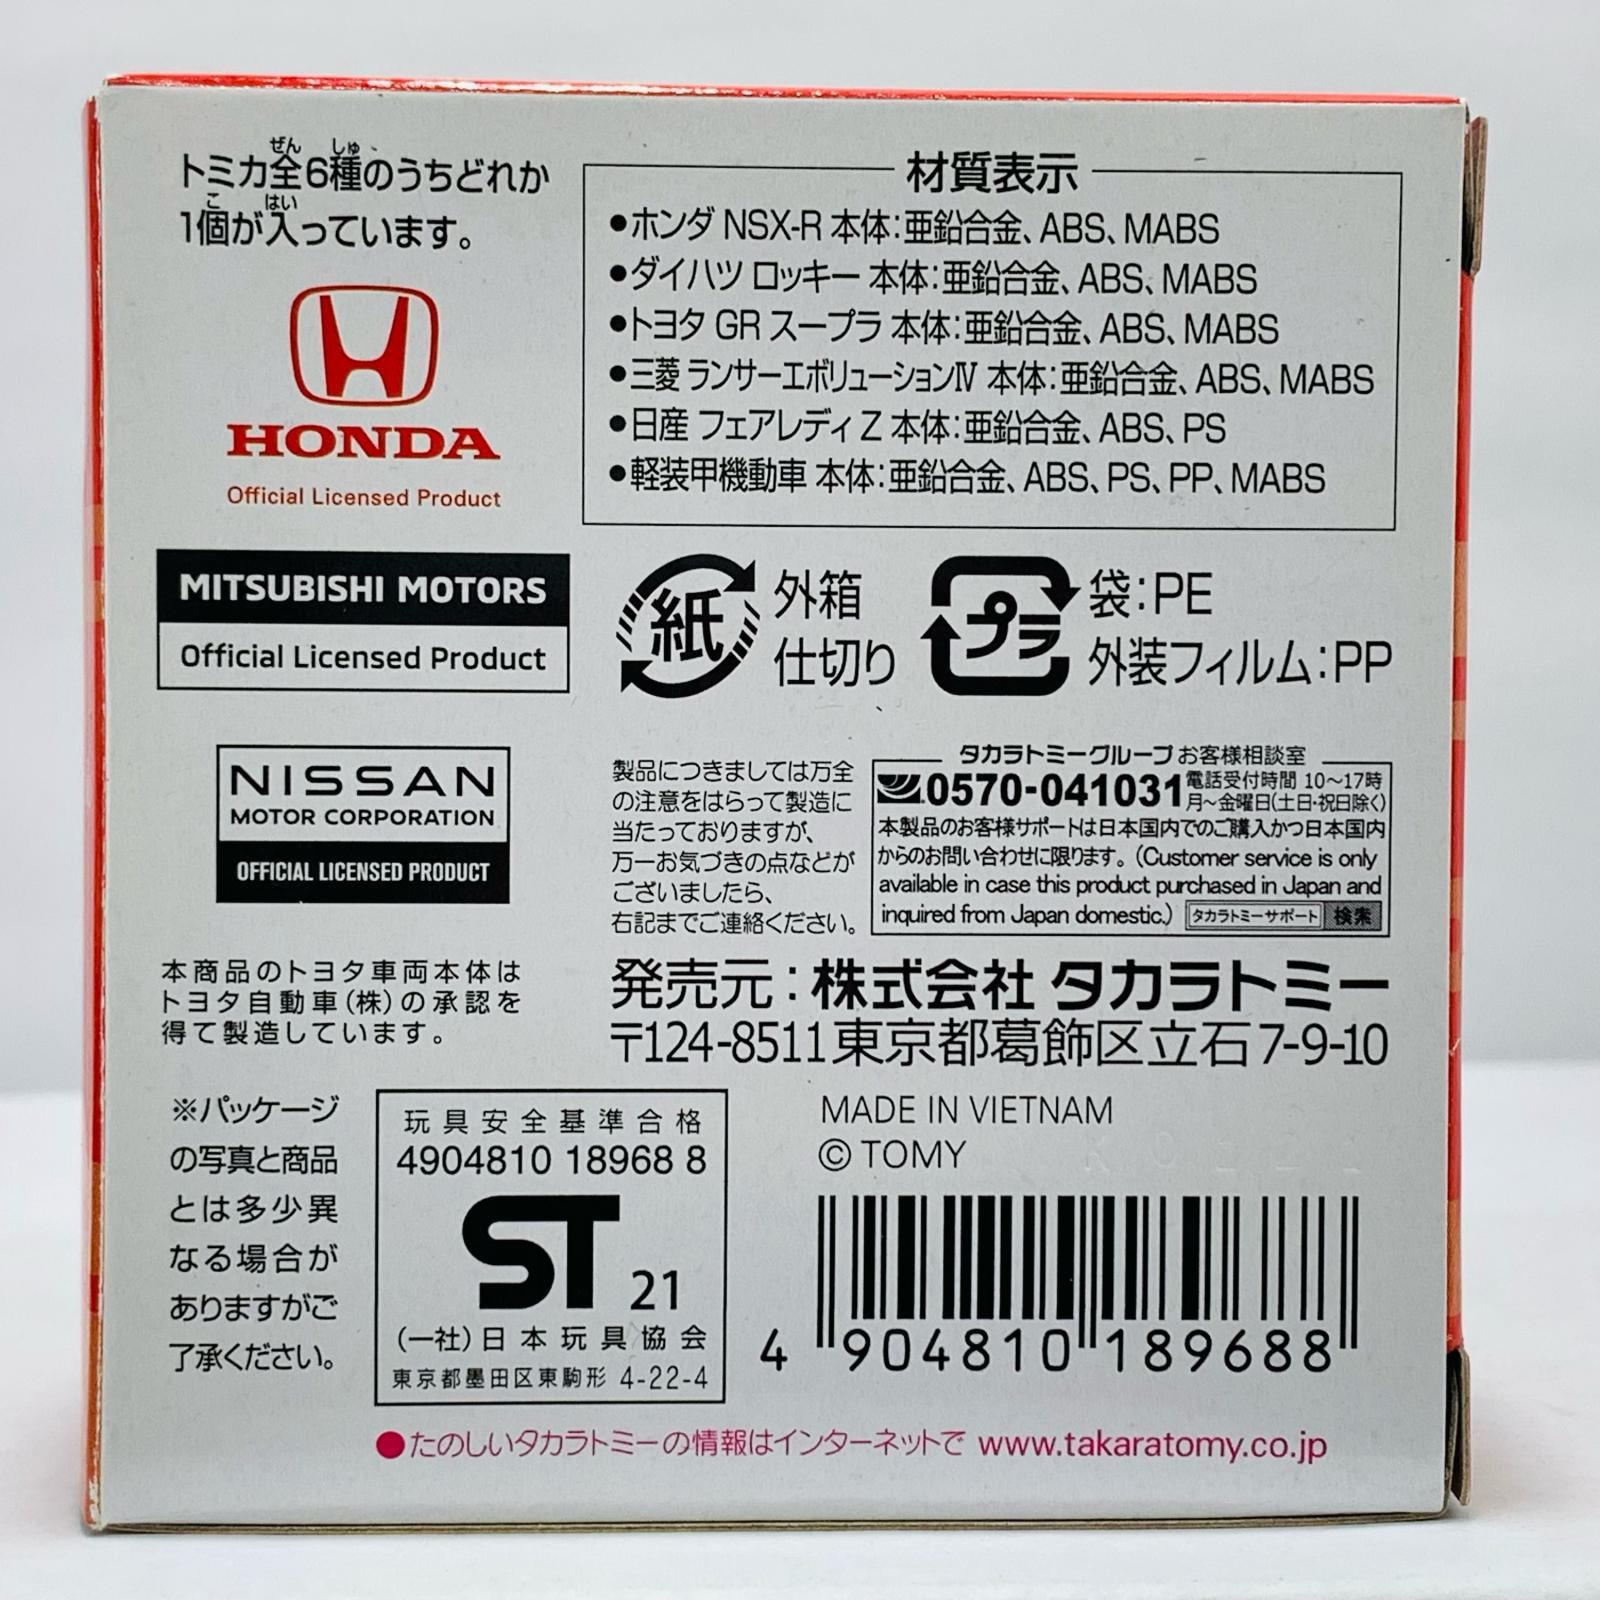 トミカ全6種のうちどれか
1個が入っています。
HONDA
Official Licensed Product
MITSUBISHI MOTORS
Official Licensed Product
NISSAN
MOTOR CORPORATION
OFFICIAL LICENSED PRODUCT
本商品のトヨタ車両本体は
トヨタ自動車(株)の承認を
得て製造しています。
材質表示
●ホンダ NSX-R 本体:亜鉛合金、ABS、MABS
●ダイハツ ロッキー 本体:亜鉛合金、ABS、MABS
●トヨタ GR スープラ 本体:亜鉛合金、ABS、MABS
●三菱 ランサーエボリューションⅣ 本体:亜鉛合金、ABS、MABS
●日産 フェアレディ Z 本体:亜鉛合金、ABS、PS
●軽装甲機動車 本体:亜鉛合金、ABS、PS、PP、MABS
紙
外箱
仕切り
プラ
袋:PE
外装フィルム:PP
製品につきましては万全
の注意をはらって製造に
当たっておりますが、
万一お気づきの点などが
ございましたら、
右記までご連絡ください。
タカラトミーグループ お客様相談室
0570-041031 電話受付時間 10〜17時
月〜金曜日(土日・祝日除く)
本製品のお客様サポートは日本国内でのご購入かつ日本国内
からのお問い合わせに限ります。(Customer service is only
available in case this product purchased in Japan and
inquired from Japan domestic.) タカラトミーサポート 検索
発売元:株式会社 タカラトミー
〒124-8511 東京都葛飾区立石 7-9-10
※パッケージ
の写真と商品
とは多少異
なる場合が
ありますがご
了承ください。
玩具安全基準合格
4904810 18968 8
ST 21
(一社)日本玩具協会
東京都墨田区東駒形 4-22-4
MADE IN VIETNAM
© TOMY
4 904810 189688
●たのしいタカラトミーの情報はインターネットで www.takaratomy.co.jp